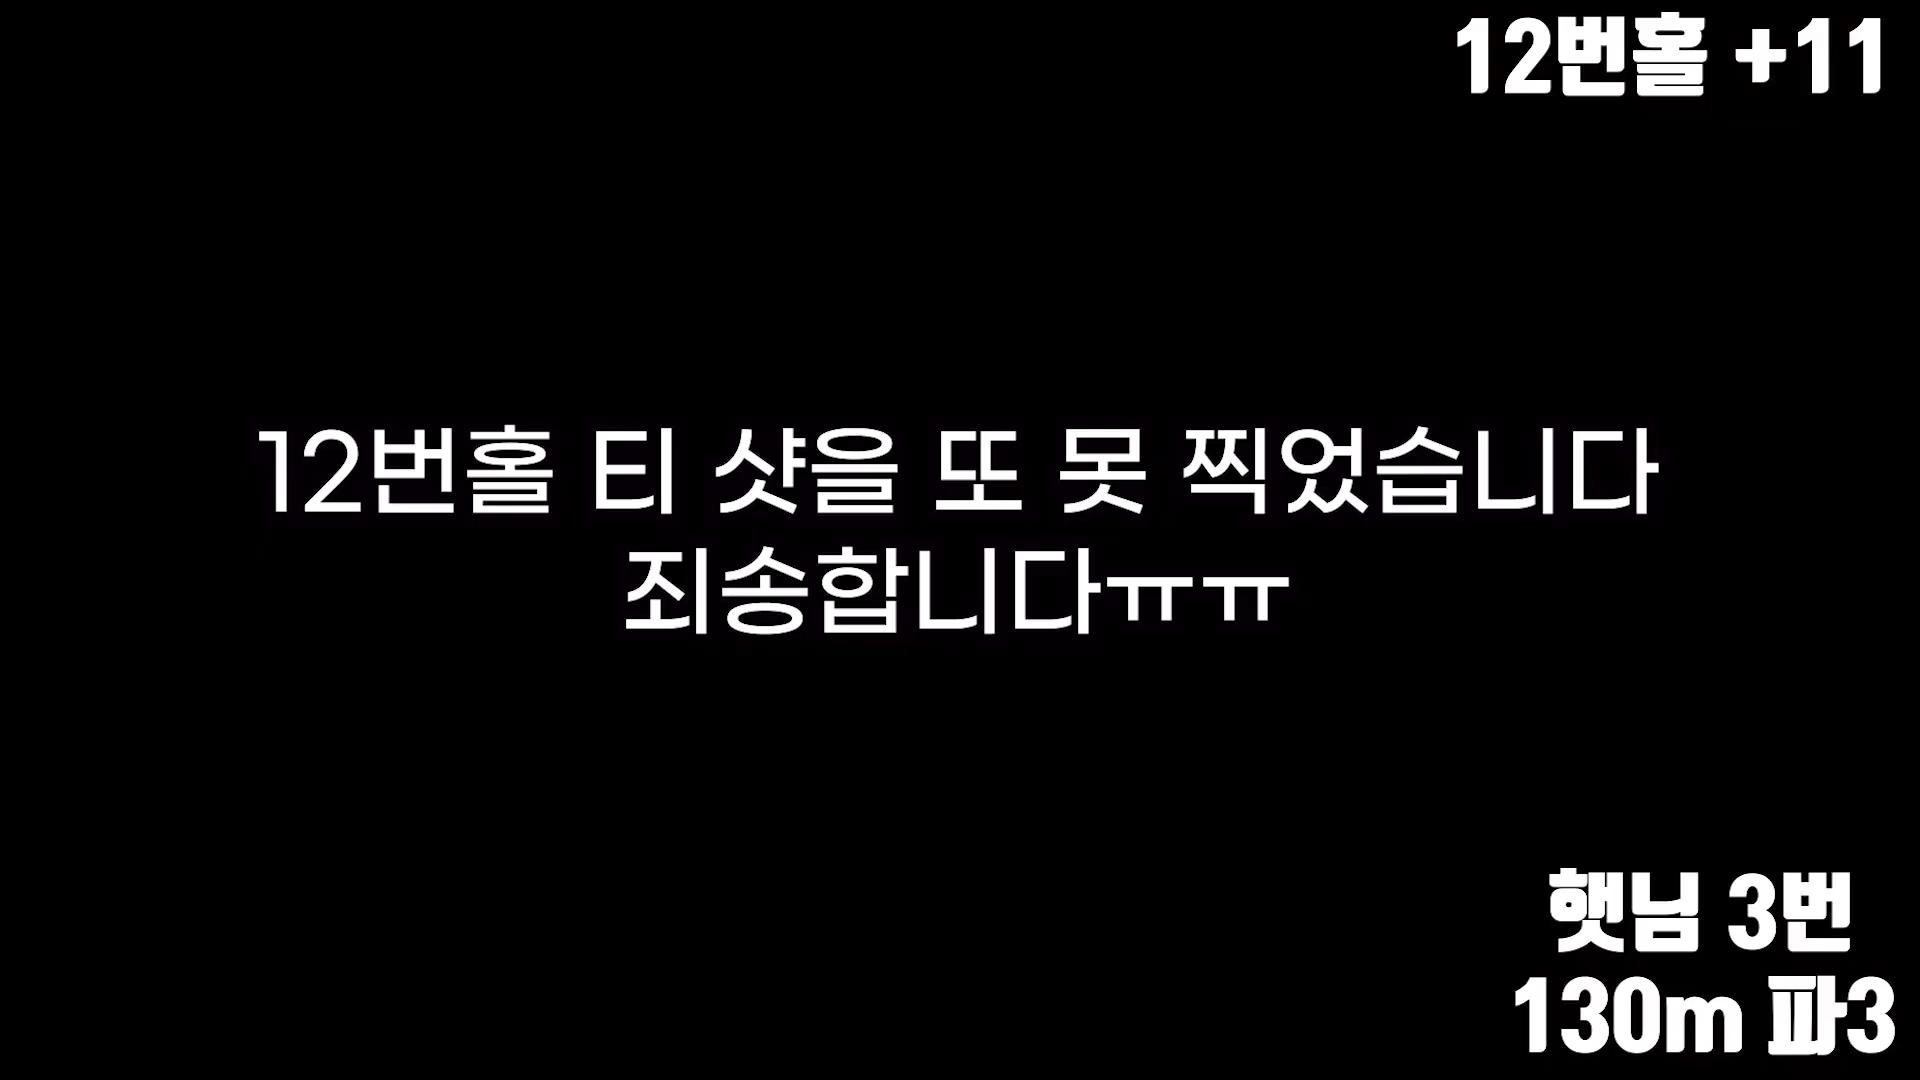 12번홀 +11
12번홀 티 샷을 또 못 찍었습니다
죄송합니다ㅠㅠ
햇님 3번
130m 파3